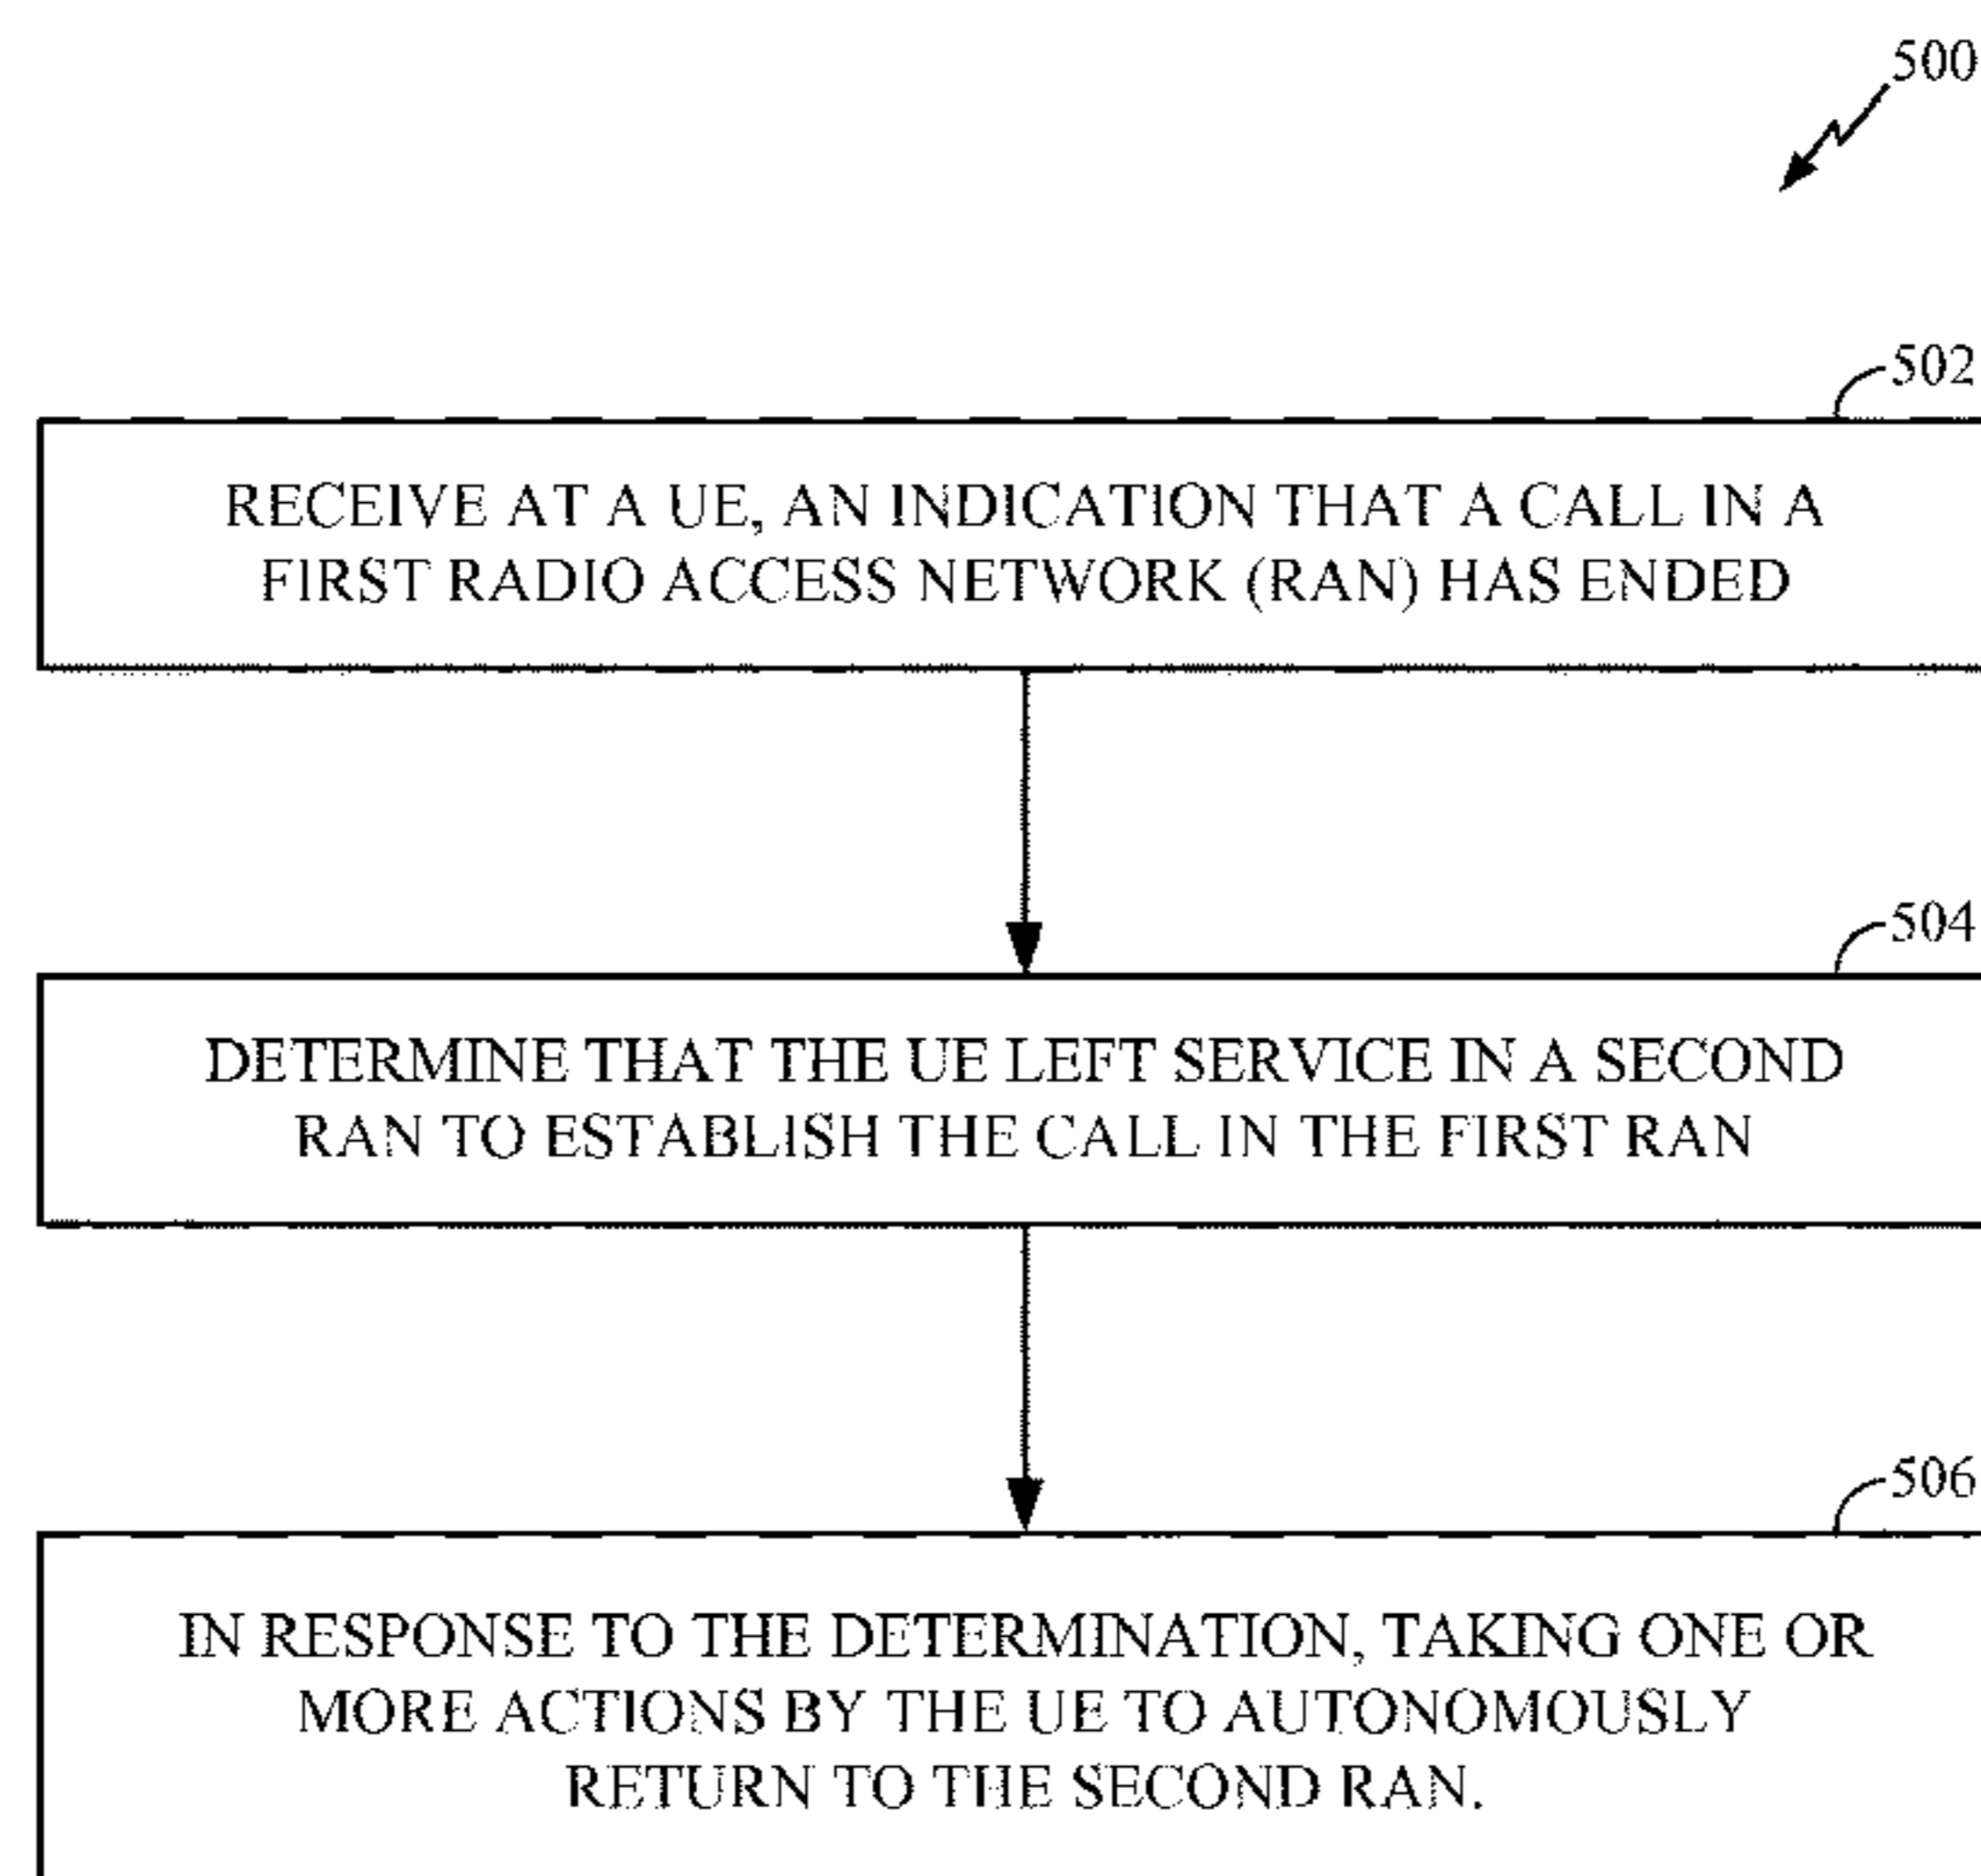 500
502
RECEIVE AT A UE, AN INDICATION THAT A CALL IN A
FIRST RADIO ACCESS NETWORK (RAN) HAS ENDED
504
DETERMINE THAT THE UE LEFT SERVICE IN A SECOND
RAN TO ESTABLISH THE CALL IN THE FIRST RAN
506
IN RESPONSE TO THE DETERMINATION, TAKING ONE OR
MORE ACTIONS BY THE UE TO AUTONOMOUSLY
RETURN TO THE SECOND RAN.